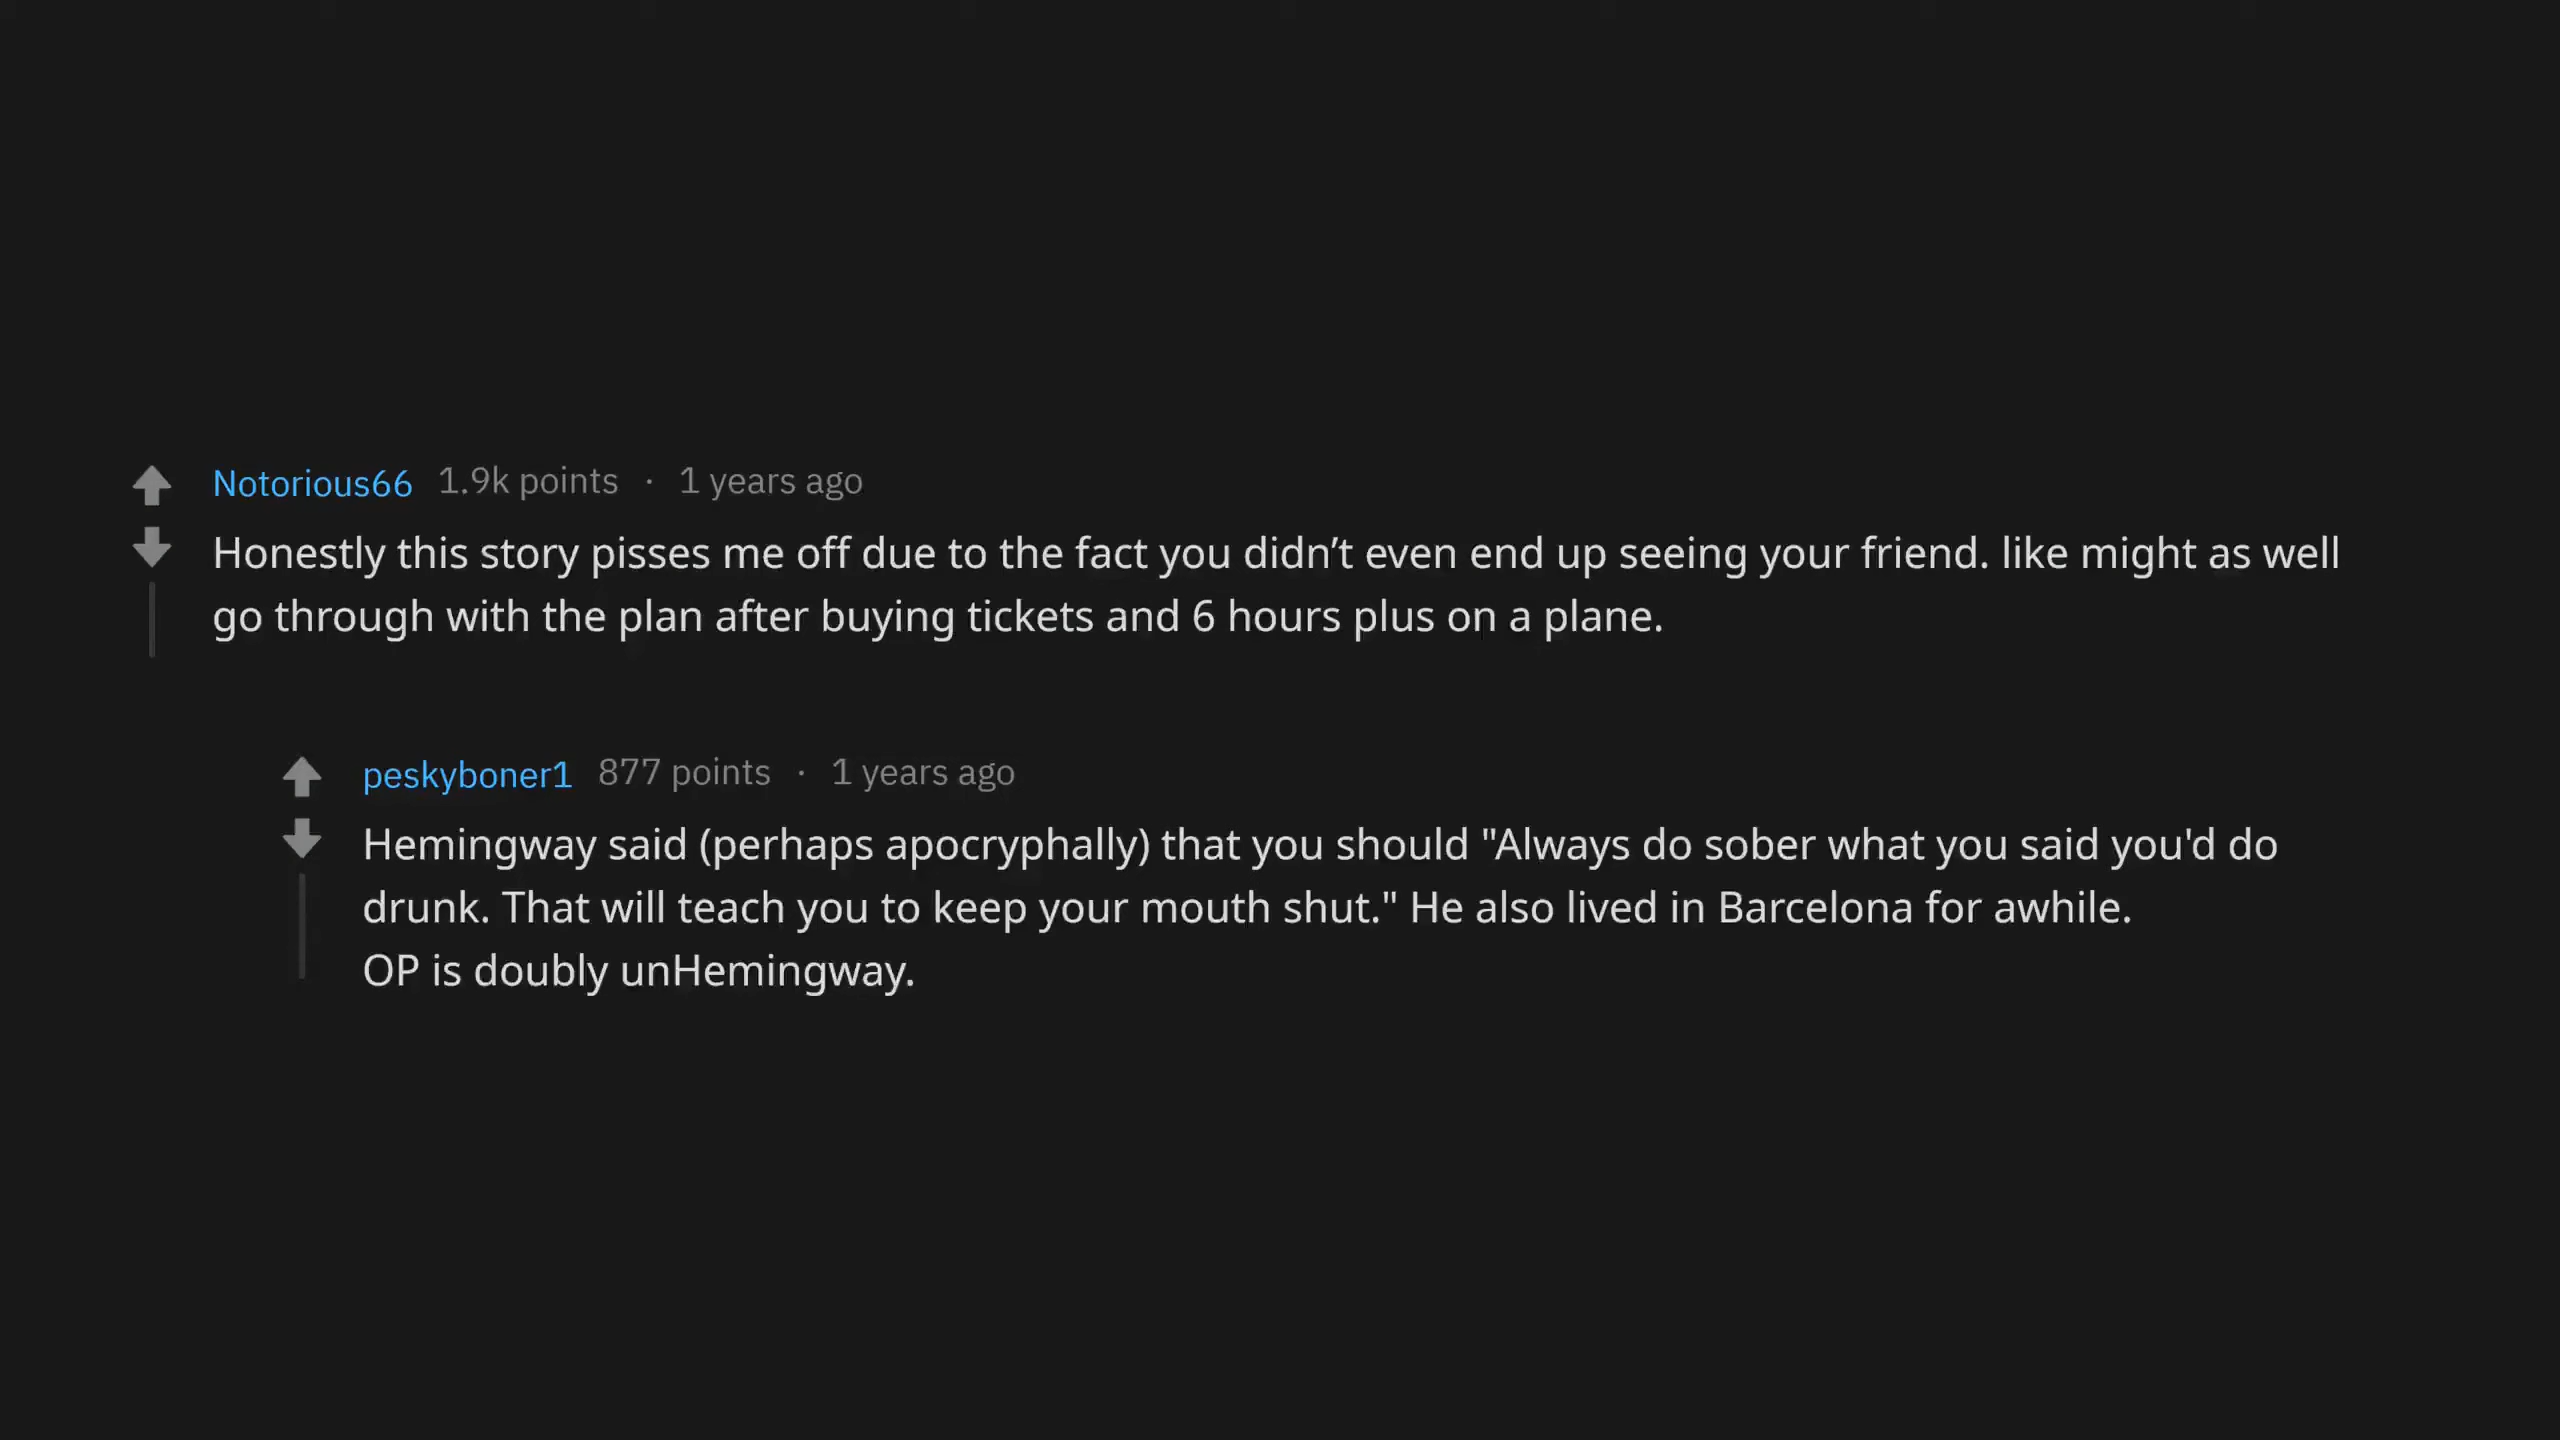 Notorious66 1.9k points · 1 years ago
Honestly this story pisses me off due to the fact you didn’t even end up seeing your friend. like might as well
go through with the plan after buying tickets and 6 hours plus on a plane.
peskyboner1 877 points · 1 years ago
Hemingway said (perhaps apocryphally) that you should "Always do sober what you said you'd do
drunk. That will teach you to keep your mouth shut." He also lived in Barcelona for awhile.
OP is doubly unHemingway.